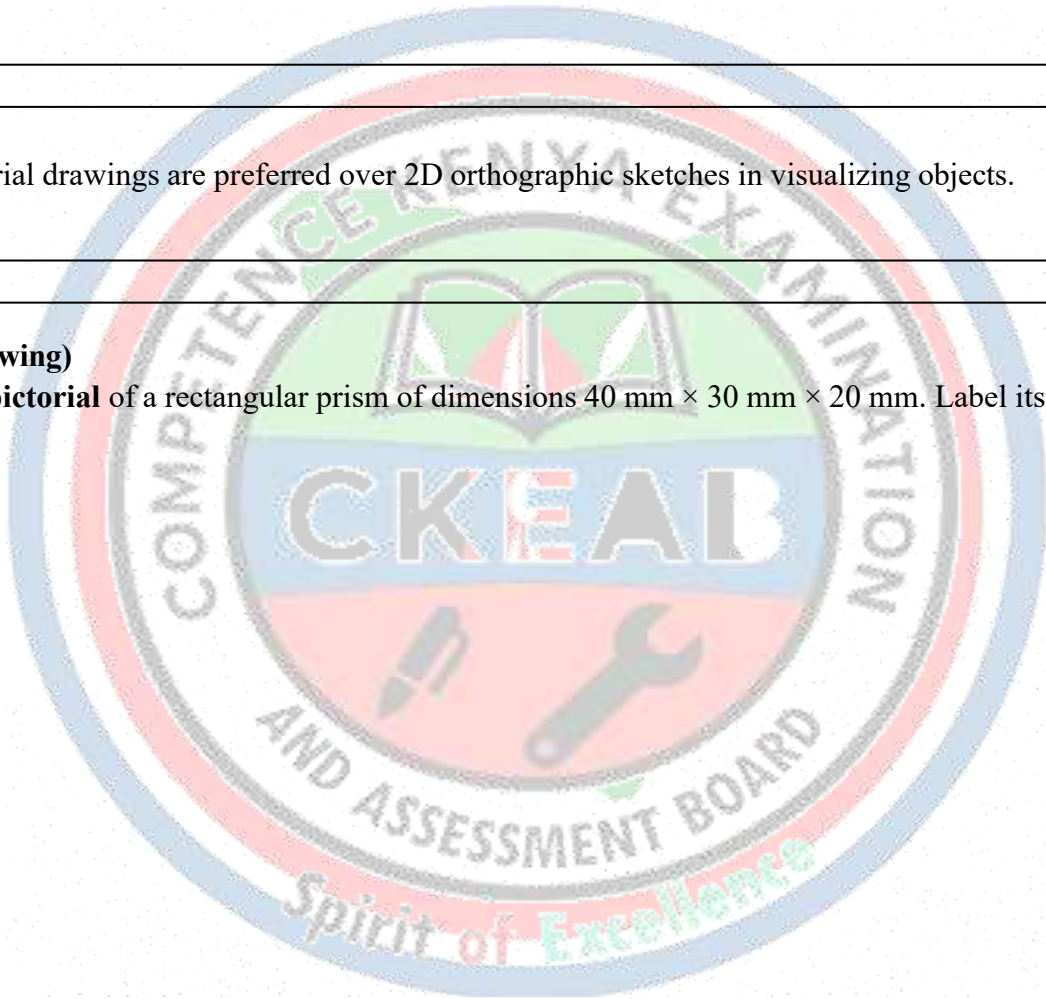 rial drawings are preferred over 2D orthographic sketches in visualizing objects.
wing)
pictorial of a rectangular prism of dimensions 40 mm × 30 mm × 20 mm. Label its
COMPETENCE KENYA EXAMINATION
CKEAB
AND ASSESSMENT BOARD
Spirit of Excellence